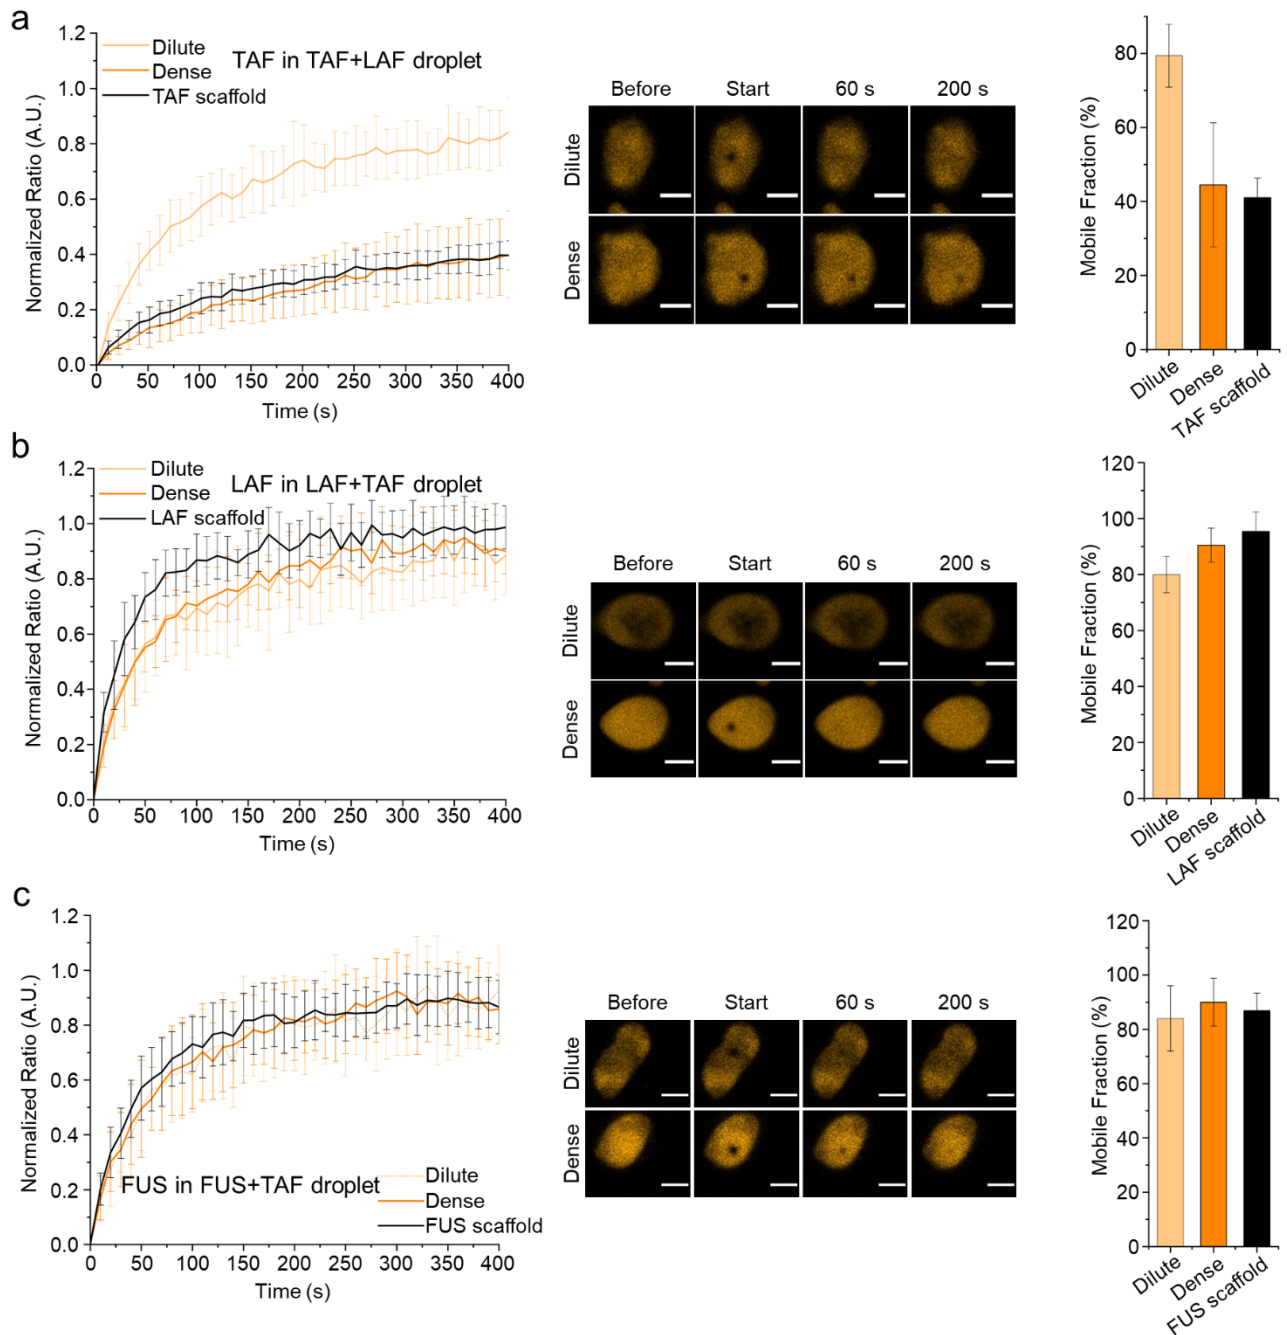 a
1.2
1.0
0.8
0.6
0.4
0.2
0.0
Normalized Ratio (A.U.)
Dilute
Dense
TAF scaffold
TAF in TAF+LAF droplet
0 50 100 150 200 250 300 350 400
Time (s)
Before Start 60 s 200 s
Dilute
Dense
80
60
40
20
0
Mobile Fraction (%)
Dilute
Dense
TAF scaffold
b
1.2
1.0
0.8
0.6
0.4
0.2
0.0
Normalized Ratio (A.U.)
Dilute
Dense
LAF scaffold
LAF in LAF+TAF droplet
0 50 100 150 200 250 300 350 400
Time (s)
Before Start 60 s 200 s
Dilute
Dense
120
100
80
60
40
20
0
Mobile Fraction (%)
Dilute
Dense
LAF scaffold
c
1.2
1.0
0.8
0.6
0.4
0.2
0.0
Normalized Ratio (A.U.)
FUS in FUS+TAF droplet
Dilute
Dense
FUS scaffold
0 50 100 150 200 250 300 350 400
Time (s)
Before Start 60 s 200 s
Dilute
Dense
120
100
80
60
40
20
0
Mobile Fraction (%)
Dilute
Dense
FUS scaffold